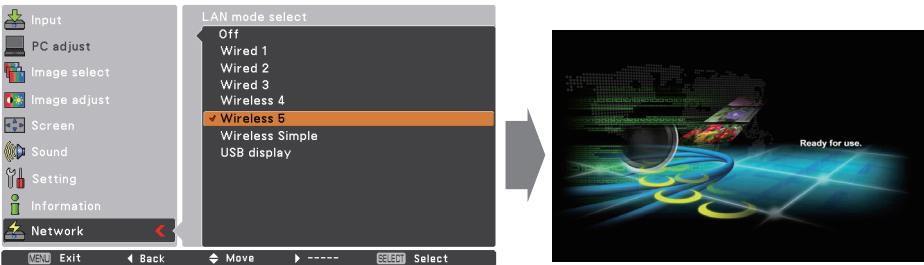 Input
PC adjust
Image select
Image adjust
Screen
Sound
Setting
Information
Network
LAN mode select
Off
Wired 1
Wired 2
Wired 3
Wireless 4
Wireless 5
Wireless Simple
USB display
MENU Exit Back Move ----- SELECT Select
Ready for use.